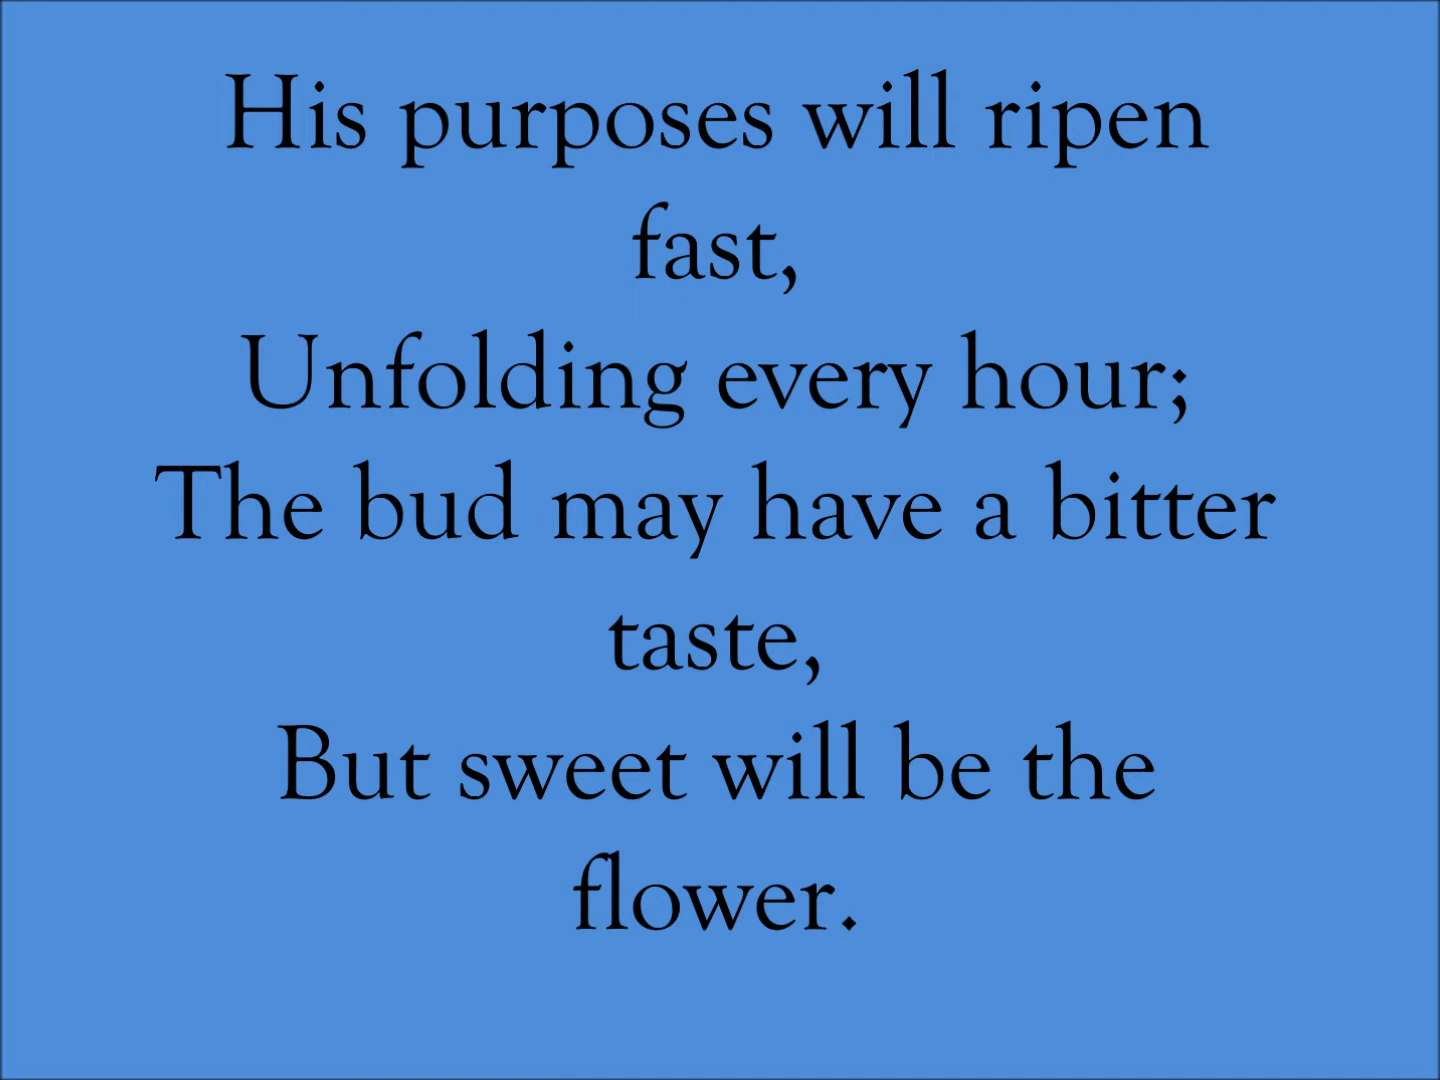 His purposes will ripen
fast,
Unfolding every hour;
The bud may have a bitter
taste,
But sweet will be the
flower.